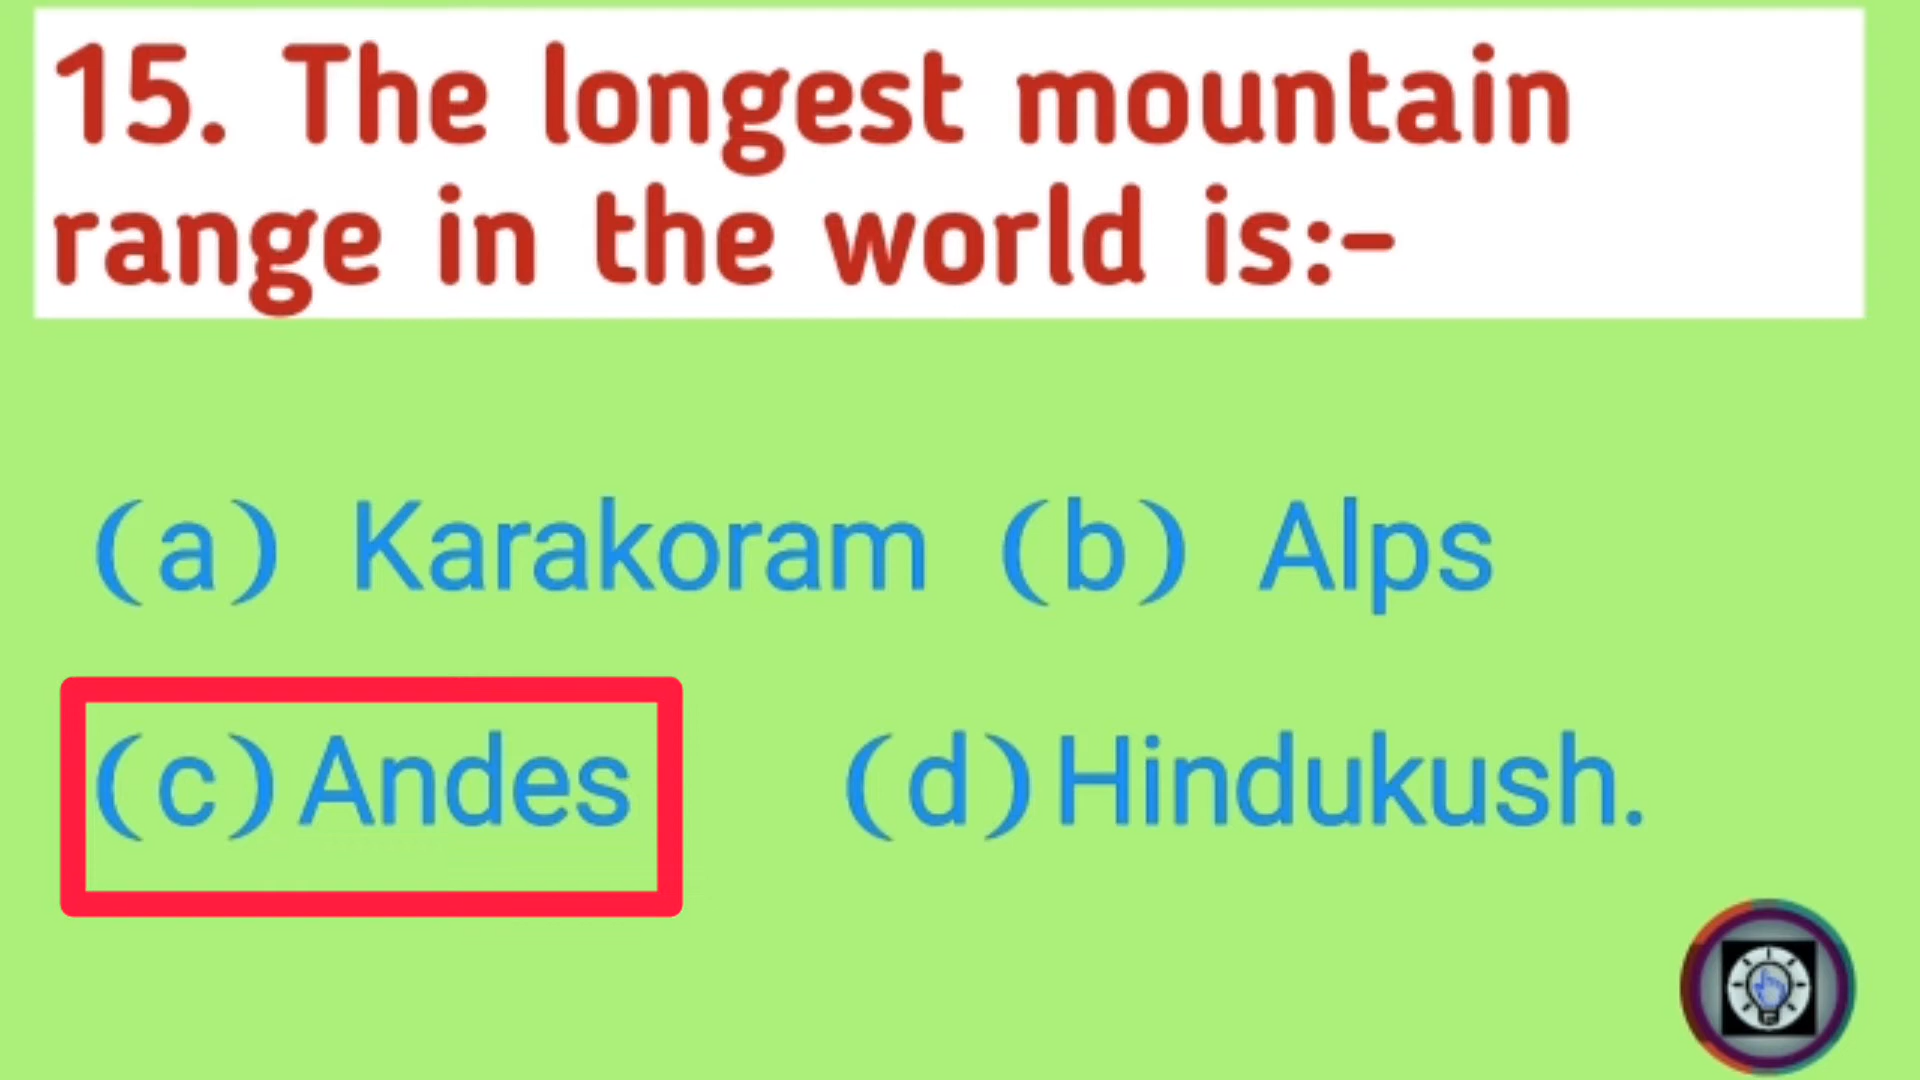 15. The longest mountain
range in the world is:-
(a) Karakoram (b) Alps
(c) Andes (d) Hindukush.